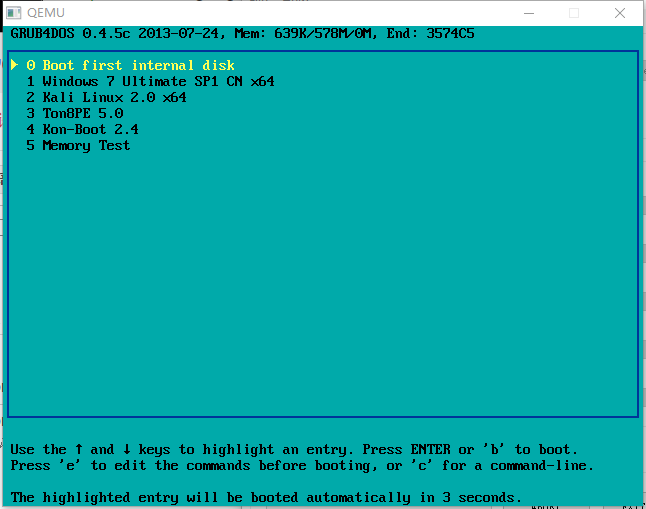 QEMU
GRUB4DOS 0.4.5c 2013-07-24, Mem: 639K/578M/0M, End: 3574C5
0 Boot first internal disk
1 Windows 7 Ultimate SP1 CN x64
2 Kali Linux 2.0 x64
3 Ton8PE 5.0
4 Kon-Boot 2.4
5 Memory Test
Use the ↑ and ↓ keys to highlight an entry. Press ENTER or 'b' to boot.
Press 'e' to edit the commands before booting, or 'c' for a command-line.
The highlighted entry will be booted automatically in 3 seconds.